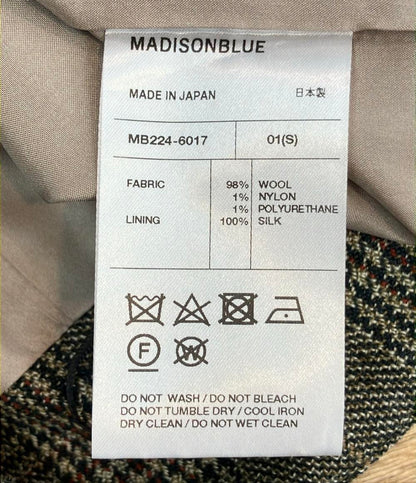 MADISONBLUE
MADE IN JAPAN 日本製
MB224-6017 01(S)
FABRIC 98% WOOL
1% NYLON
1% POLYURETHANE
LINING 100% SILK
F W
DO NOT WASH / DO NOT BLEACH
DO NOT TUMBLE DRY / COOL IRON
DRY CLEAN / DO NOT WET CLEAN